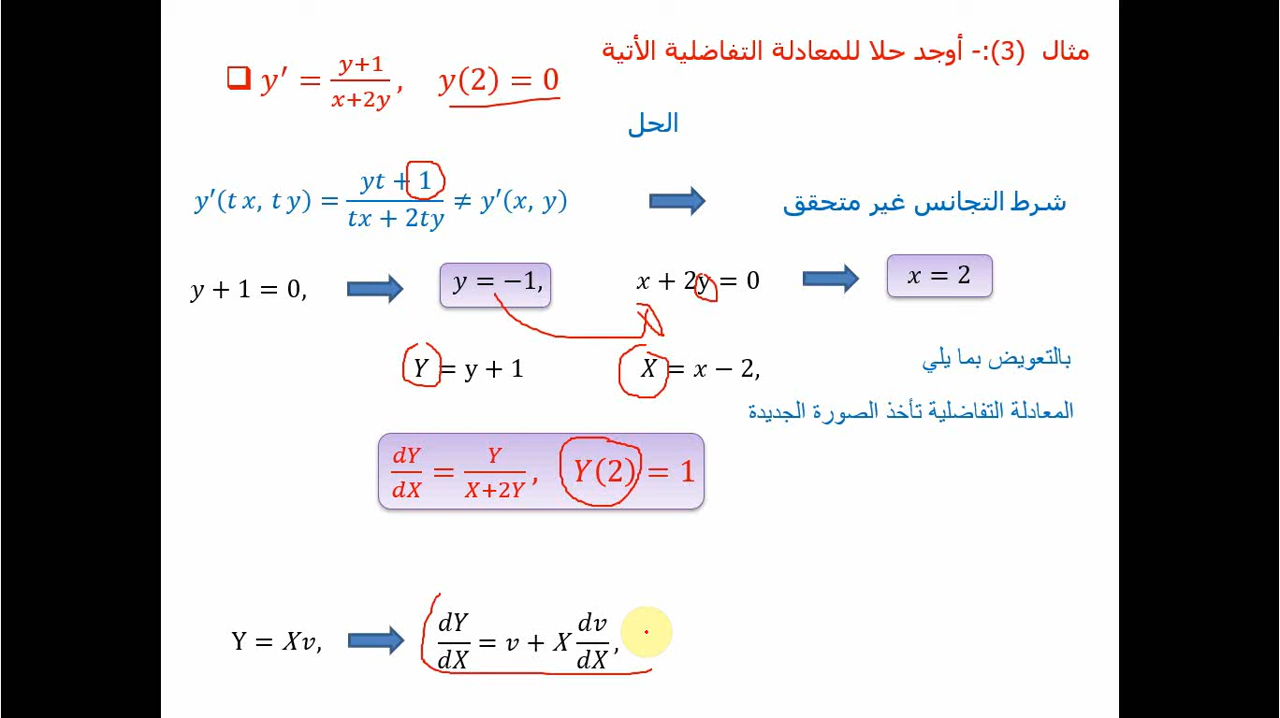 مثال (3):- أوجد حلا للمعادلة التفاضلية الأتية
❑ y′ = (y+1)/(x+2y), y(2) = 0
الحل
y′(t x, t y) = (yt + 1)/(tx + 2ty) ≠ y′(x, y) شرط التجانس غير متحقق
y + 1 = 0, y = −1, x + 2y = 0 x = 2
Y = y + 1 X = x − 2, بالتعويض بما يلي
المعادلة التفاضلية تأخذ الصورة الجديدة
dY/dX = Y/(X+2Y), Y(2) = 1
Y = Xv, dY/dX = v + X dv/dX,